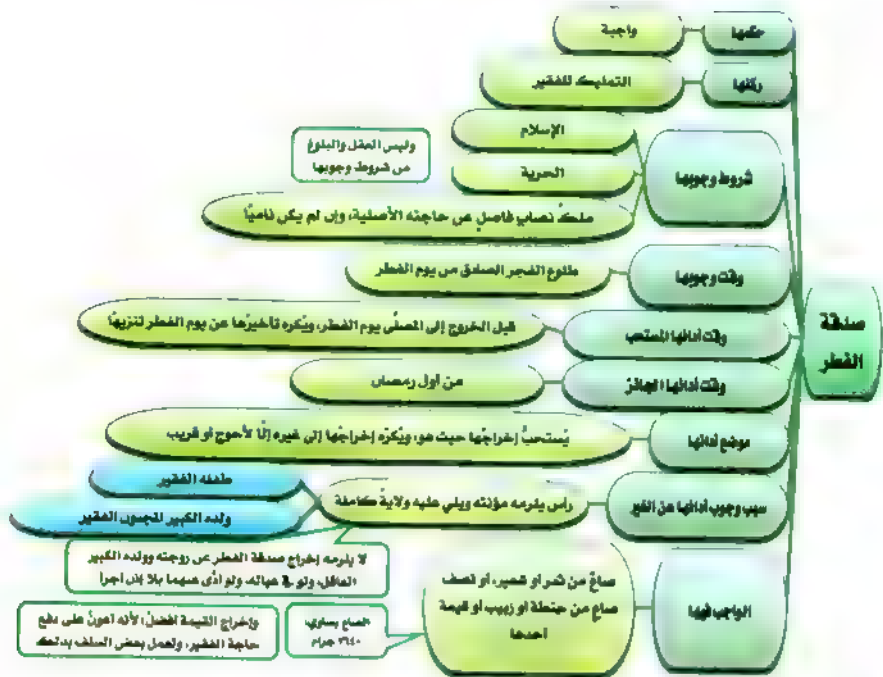 صدقة
الفطر
حكمها
واجبة
ركنها
التمليك للفقير
شروط وجوبها
الإسلام
الحرية
ملك نصاب فاضل عن حاجته الأصلية، وإن لم يكن ناميًا
وليس العقل والبلوغ
من شروط وجوبها
وقت وجوبها
طلوع الفجر الصادق من يوم الفطر
وقت أدائها المستحب
قبل الخروج إلى المصلَّى يوم الفطر، ويُكره تأخيرُها عن يوم الفطر تنزيهًا
وقت أدائها الجائز
من أول رمضان
موضع أدائها
يُستحبُّ إخراجُها حيث هو، ويُكرَه إخراجُها إلى غيره إلَّا لأحوج أو قريب
سبب وجوب أدائها عن الغير
رأس يلزمه مؤنته ويلي عليه ولايةً كاملة
طفله الفقير
ولده الكبير المجنون الفقير
لا يلزمه إخراج صدقة الفطر عن زوجته وولده الكبير
العاقل، ولو في عياله، ولو أدَّى عنهما بلا إذن أجزأ
الواجب فيها
صاعٌ من تمر أو شعير، أو نصف
صاع من حنطة أو زبيب أو قيمة
أحدها
الصاع يساوي:
٣٦٤٠ جرام
وإخراج القيمة أفضلُ؛ لأنه أعونُ على دفع
حاجة الفقير، ولعمل بعض السلف بذلك